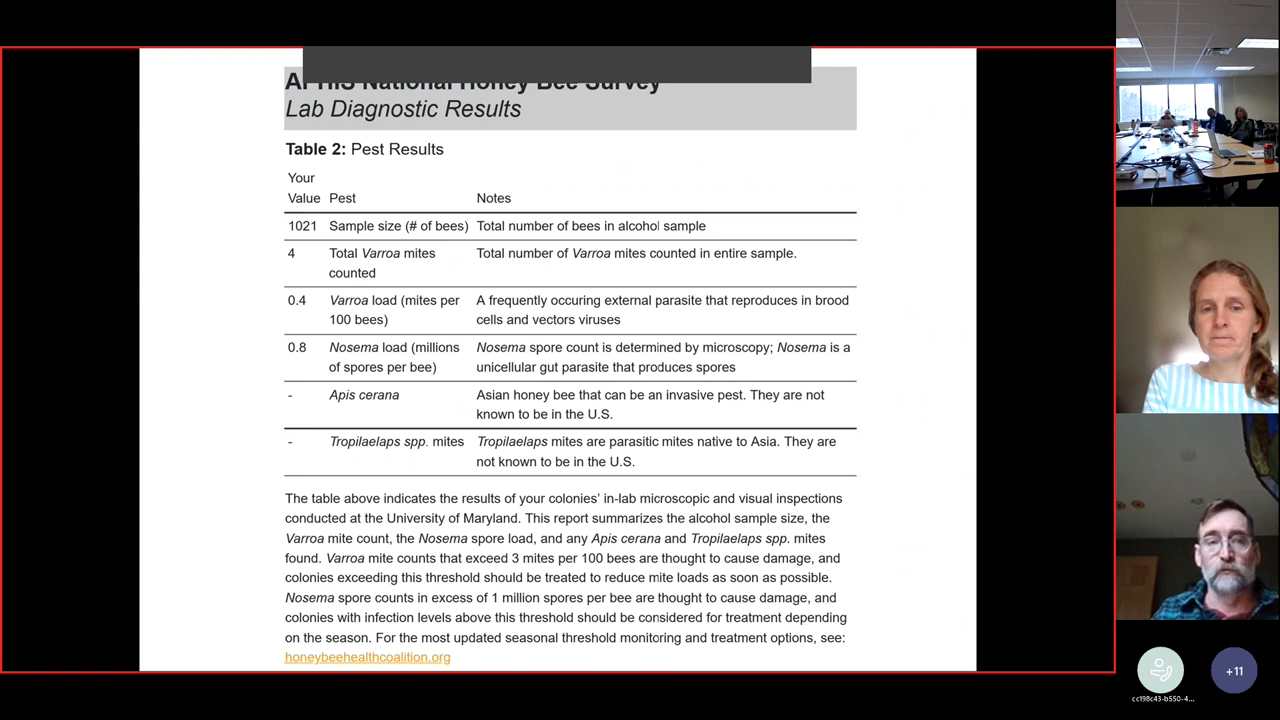 APHIS National Honey Bee Survey
Lab Diagnostic Results
Table 2: Pest Results
Your
Value Pest Notes
1021 Sample size (# of bees) Total number of bees in alcohol sample
4 Total Varroa mites Total number of Varroa mites counted in entire sample.
counted
0.4 Varroa load (mites per A frequently occuring external parasite that reproduces in brood
100 bees) cells and vectors viruses
0.8 Nosema load (millions Nosema spore count is determined by microscopy; Nosema is a
of spores per bee) unicellular gut parasite that produces spores
- Apis cerana Asian honey bee that can be an invasive pest. They are not
known to be in the U.S.
- Tropilaelaps spp. mites Tropilaelaps mites are parasitic mites native to Asia. They are
not known to be in the U.S.
The table above indicates the results of your colonies' in-lab microscopic and visual inspections
conducted at the University of Maryland. This report summarizes the alcohol sample size, the
Varroa mite count, the Nosema spore load, and any Apis cerana and Tropilaelaps spp. mites
found. Varroa mite counts that exceed 3 mites per 100 bees are thought to cause damage, and
colonies exceeding this threshold should be treated to reduce mite loads as soon as possible.
Nosema spore counts in excess of 1 million spores per bee are thought to cause damage, and
colonies with infection levels above this threshold should be considered for treatment depending
on the season. For the most updated seasonal threshold monitoring and treatment options, see:
honeybeehealthcoalition.org
cc198c43-b550-4...
+11